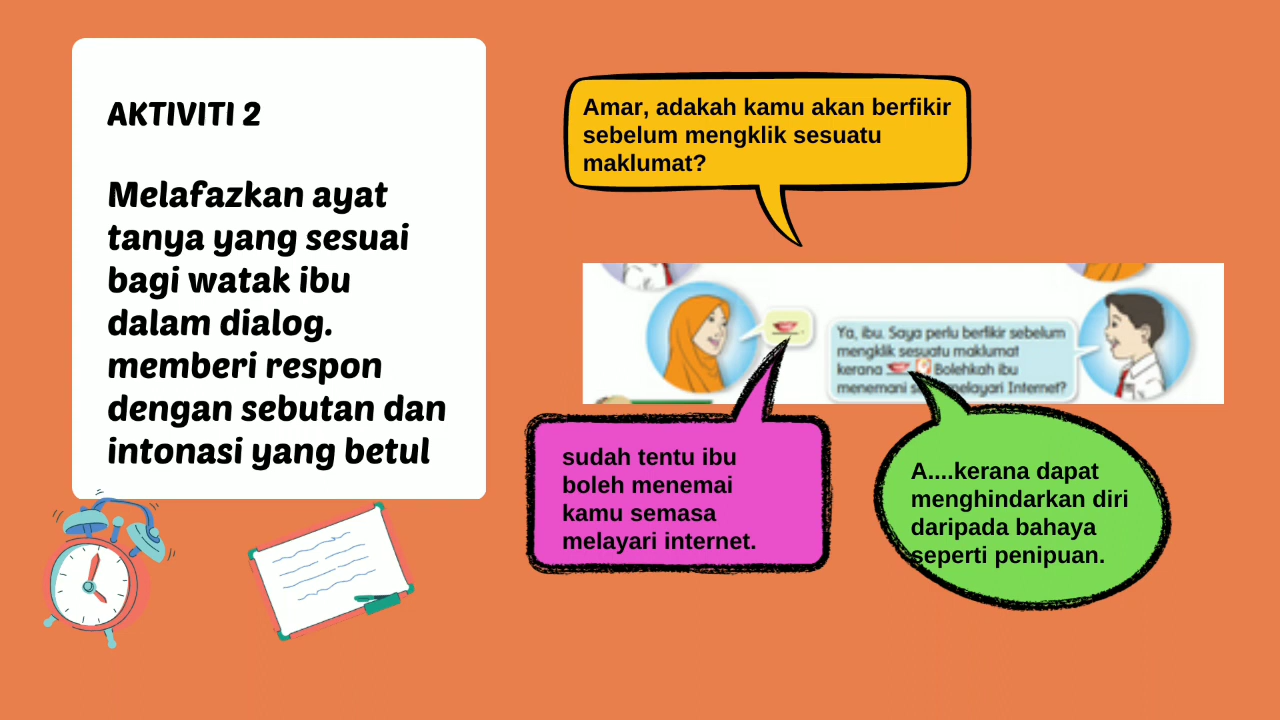 AKTIVITI 2
Melafazkan ayat
tanya yang sesuai
bagi watak ibu
dalam dialog.
memberi respon
dengan sebutan dan
intonasi yang betul
Amar, adakah kamu akan berfikir
sebelum mengklik sesuatu
maklumat?
Ya, ibu. Saya perlu berfikir sebelum
mengklik sesuatu maklumat
kerana Bolehkah ibu
menemani melayari Internet?
sudah tentu ibu
boleh menemai
kamu semasa
melayari internet.
A....kerana dapat
menghindarkan diri
daripada bahaya
seperti penipuan.